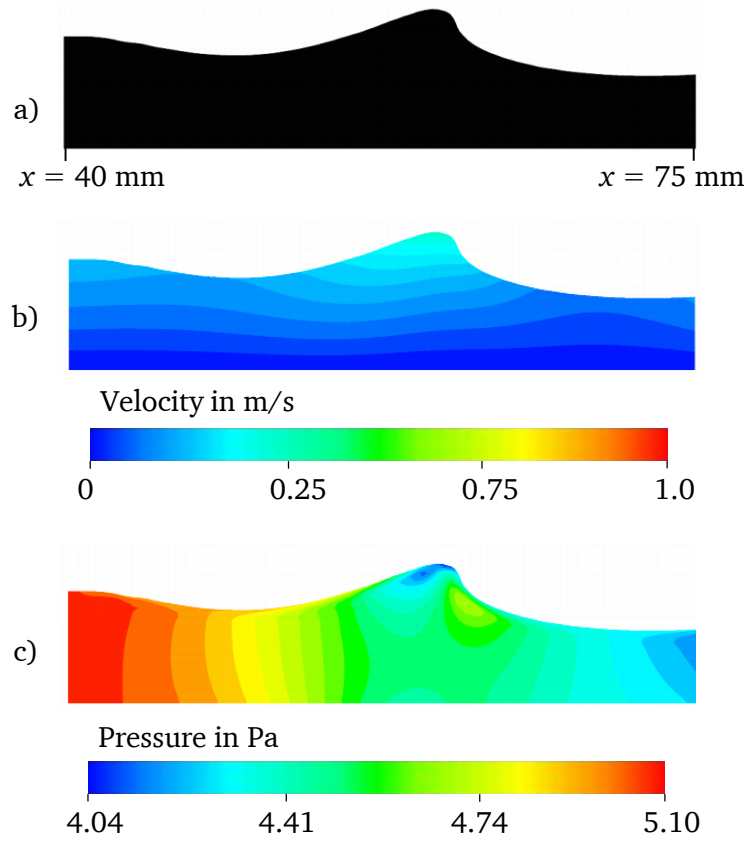 a)
x = 40 mm
x = 75 mm
b)
Velocity in m/s
0 0.25 0.75 1.0
c)
Pressure in Pa
4.04 4.41 4.74 5.10